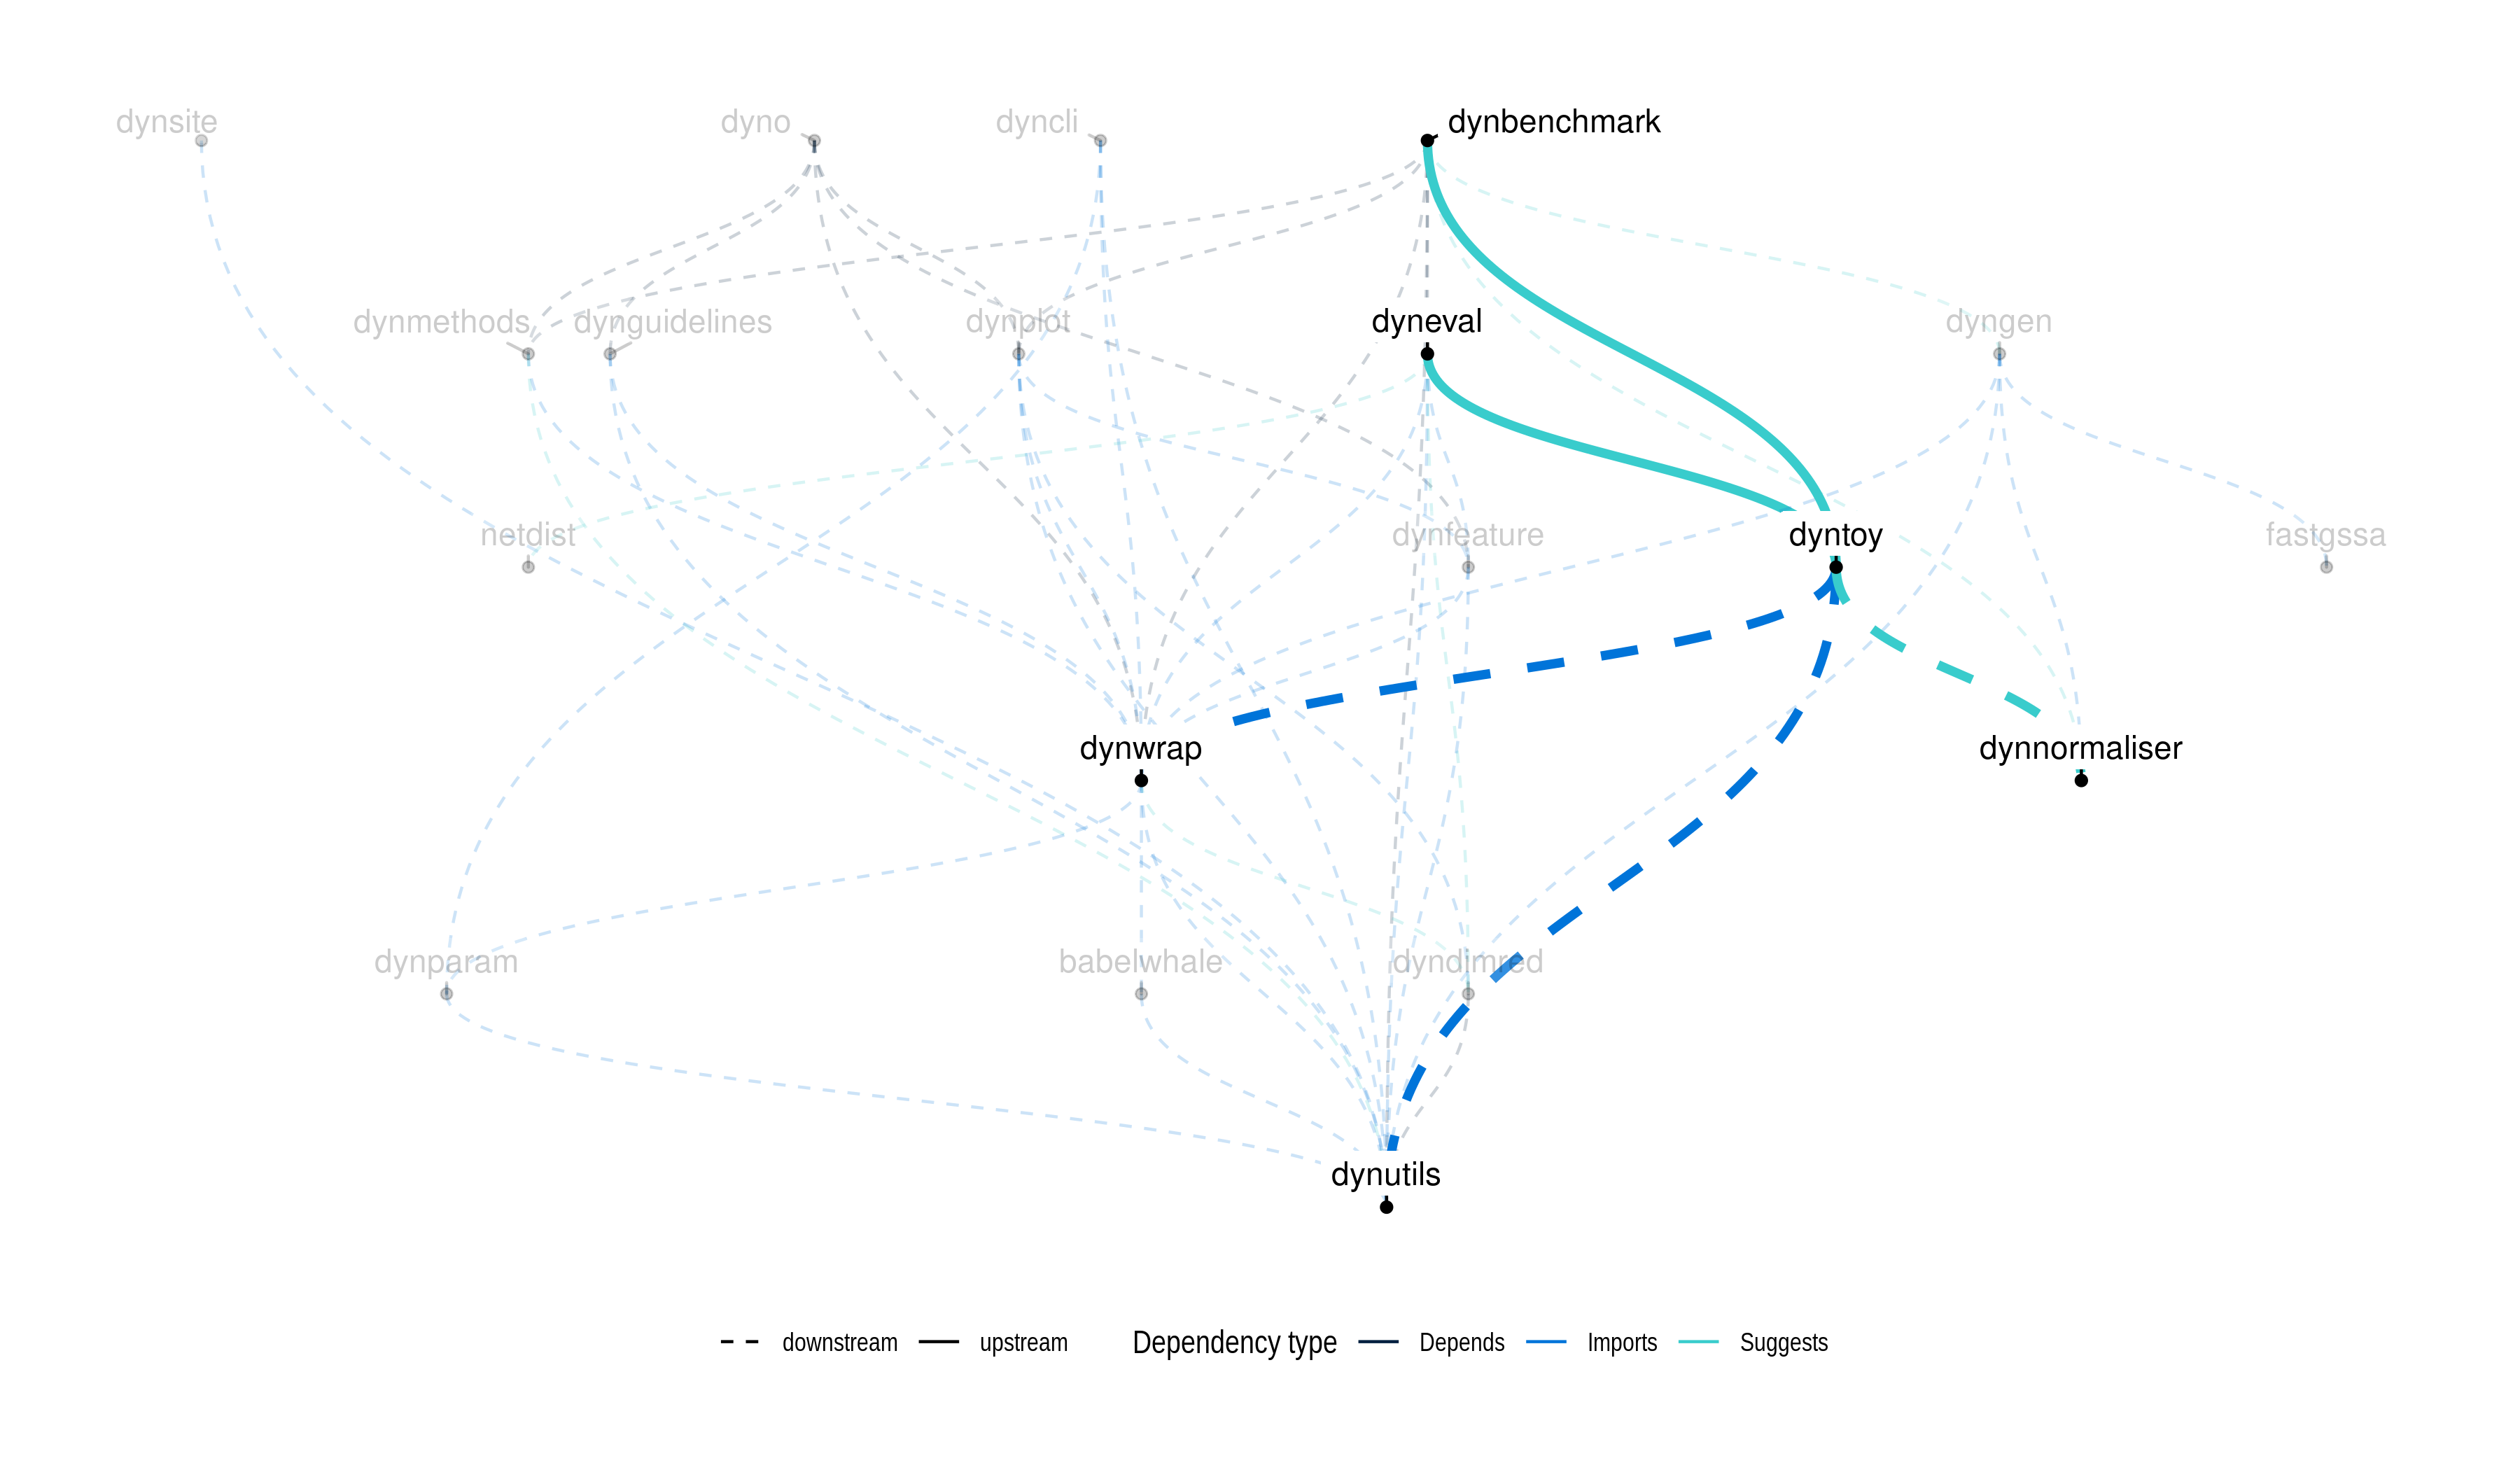 dynsite
dyno
dyncli
dynbenchmark
dynmethods
dynguidelines
dynplot
dyneval
dyngen
netdist
dynfeature
dyntoy
fastgssa
dynwrap
dynnormaliser
dynparam
babelwhale
dyndimred
dynutils
downstream upstream Dependency type Depends Imports Suggests